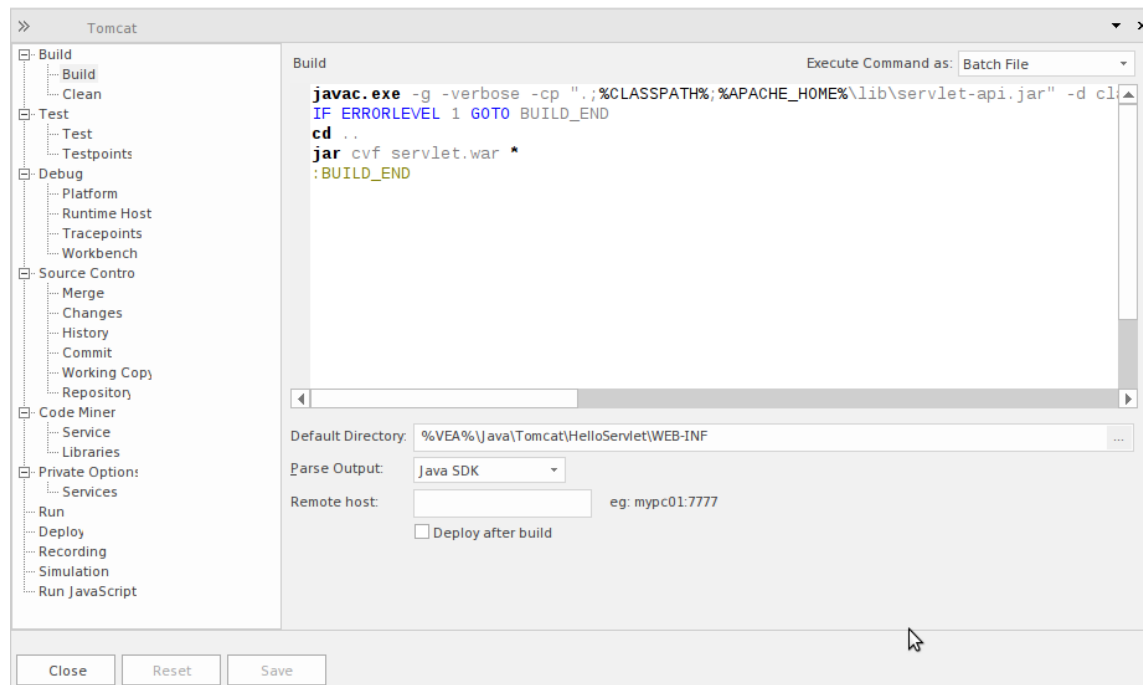 Tomcat
Build
Build
Clean
Test
Test
Testpoints
Debug
Platform
Runtime Host
Tracepoints
Workbench
Source Contro
Merge
Changes
History
Commit
Working Copy
Repository
Code Miner
Service
Libraries
Private Options
Services
Run
Deploy
Recording
Simulation
Run JavaScript
Build Execute Command as: Batch File
javac.exe -g -verbose -cp ".;%CLASSPATH%;%APACHE_HOME%\lib\servlet-api.jar" -d cla
IF ERRORLEVEL 1 GOTO BUILD_END
cd ..
jar cvf servlet.war *
:BUILD_END
Default Directory: %VEA%\Java\Tomcat\HelloServlet\WEB-INF ...
Parse Output: Java SDK
Remote host: eg: mypc01:7777
Deploy after build
Close Reset Save